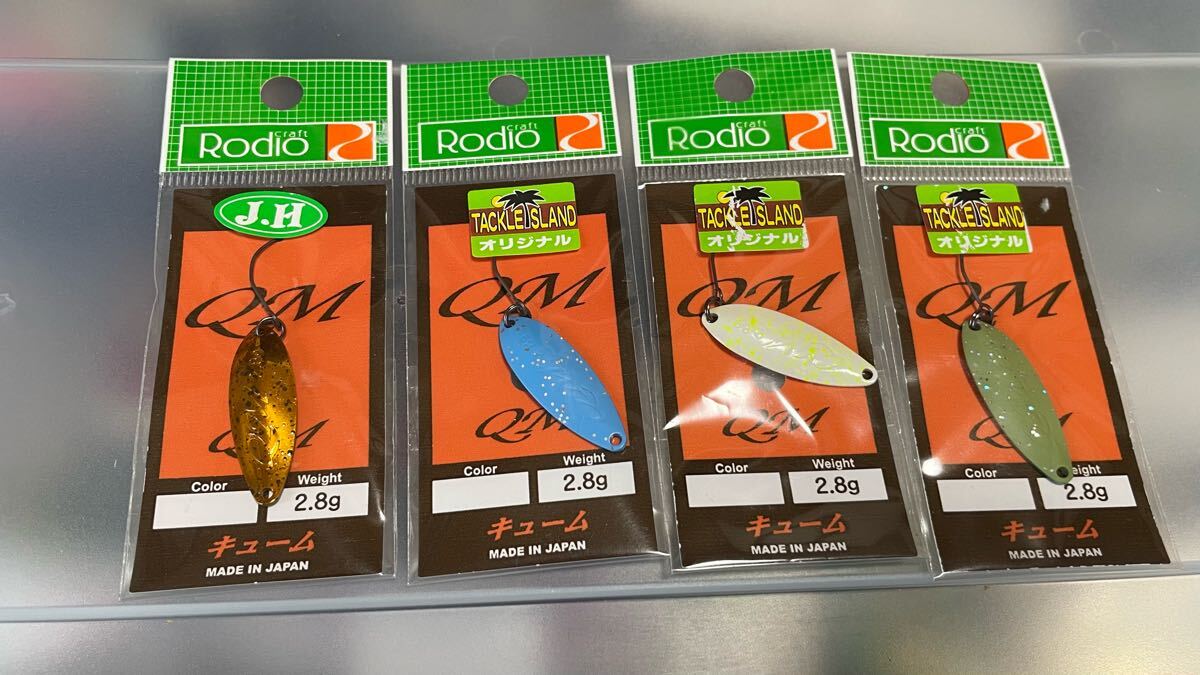 Rodio craft
J.H
QM
QM
Color
Weight
2.8g
キューム
MADE IN JAPAN
Rodio craft
TACKLE ISLAND
オリジナル
QM
QM
Color
Weight
2.8g
キューム
MADE IN JAPAN
Rodio craft
TACKLE ISLAND
オリジナル
QM
QM
Color
Weight
2.8g
キューム
MADE IN JAPAN
Rodio craft
TACKLE ISLAND
オリジナル
QM
QM
Color
Weight
2.8g
キューム
MADE IN JAPAN